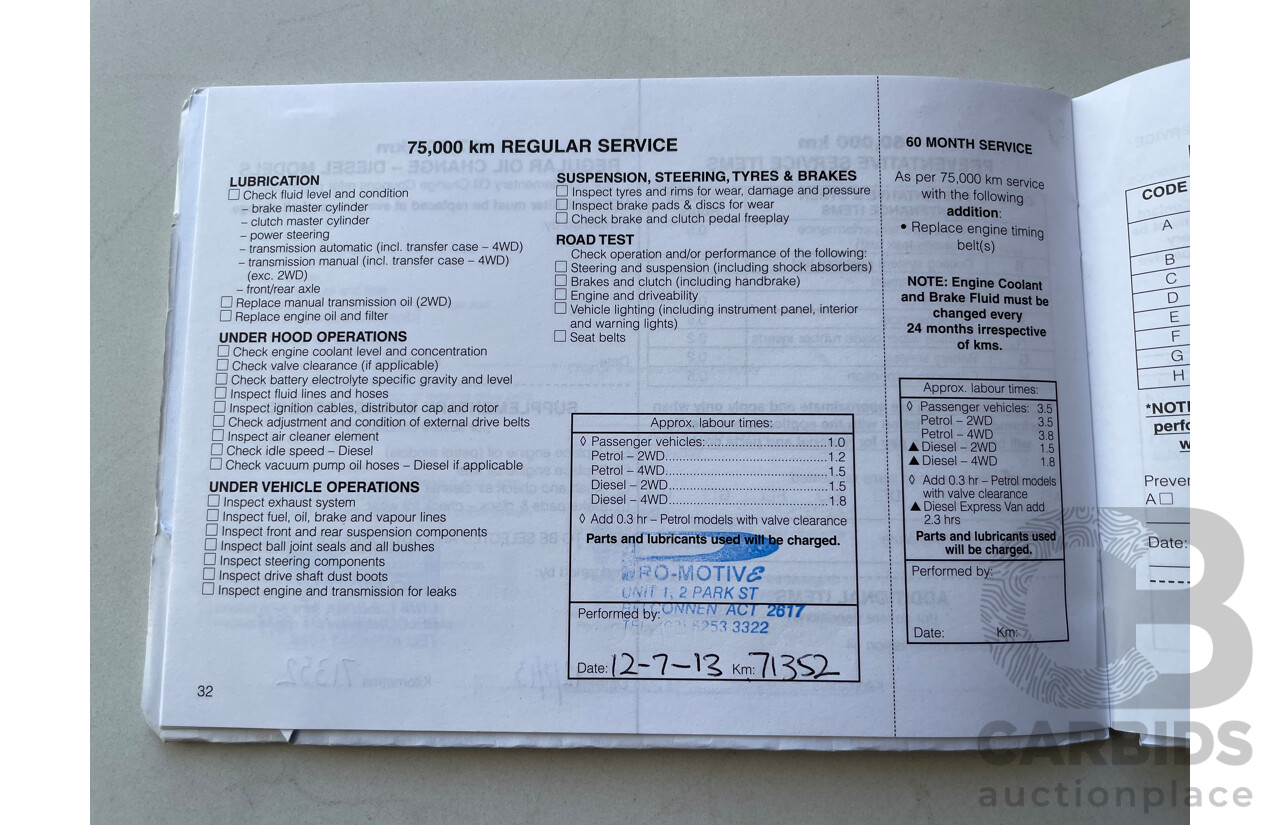 75,000 km REGULAR SERVICE
LUBRICATION
Check fluid level and condition
– brake master cylinder
– clutch master cylinder
– power steering
– transmission automatic (incl. transfer case – 4WD)
– transmission manual (incl. transfer case – 4WD)
(exc. 2WD)
– front/rear axle
Replace manual transmission oil (2WD)
Replace engine oil and filter
UNDER HOOD OPERATIONS
Check engine coolant level and concentration
Check valve clearance (if applicable)
Check battery electrolyte specific gravity and level
Inspect fluid lines and hoses
Inspect ignition cables, distributor cap and rotor
Check adjustment and condition of external drive belts
Inspect air cleaner element
Check idle speed – Diesel
Check vacuum pump oil hoses – Diesel if applicable
UNDER VEHICLE OPERATIONS
Inspect exhaust system
Inspect fuel, oil, brake and vapour lines
Inspect front and rear suspension components
Inspect ball joint seals and all bushes
Inspect steering components
Inspect drive shaft dust boots
Inspect engine and transmission for leaks
32
SUSPENSION, STEERING, TYRES & BRAKES
Inspect tyres and rims for wear, damage and pressure
Inspect brake pads & discs for wear
Check brake and clutch pedal freeplay
ROAD TEST
Check operation and/or performance of the following:
Steering and suspension (including shock absorbers)
Brakes and clutch (including handbrake)
Engine and driveability
Vehicle lighting (including instrument panel, interior
and warning lights)
Seat belts
Approx. labour times:
◊ Passenger vehicles:..............................1.0
Petrol – 2WD..............................1.2
Petrol – 4WD..............................1.5
Diesel – 2WD..............................1.5
Diesel – 4WD..............................1.8
◊ Add 0.3 hr – Petrol models with valve clearance
Parts and lubricants used will be charged.
PRO-MOTIVE
UNIT 1, 2 PARK ST
BELCONNEN ACT 2617
Performed by:
TEL (02) 6253 3322
Date: 12-7-13 Km: 71352
60 MONTH SERVICE
As per 75,000 km service
with the following
addition:
• Replace engine timing
belt(s)
NOTE: Engine Coolant
and Brake Fluid must be
changed every
24 months irrespective
of kms.
Approx. labour times:
◊ Passenger vehicles: 3.5
Petrol – 2WD 3.5
Petrol – 4WD 3.8
▲ Diesel – 2WD 1.5
▲ Diesel – 4WD 1.8
◊ Add 0.3 hr – Petrol models
with valve clearance
▲ Diesel Express Van add
2.3 hrs
Parts and lubricants used
will be charged.
Performed by:
Date: Km:
CODE
A
B
C
D
E
F
G
H
A
Date:
CARBIDS
auctionplace